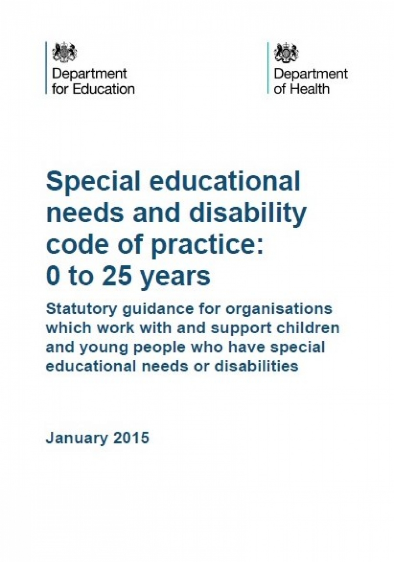 Department
for Education
Department
of Health
Special educational
needs and disability
code of practice:
0 to 25 years
Statutory guidance for organisations
which work with and support children
and young people who have special
educational needs or disabilities
January 2015